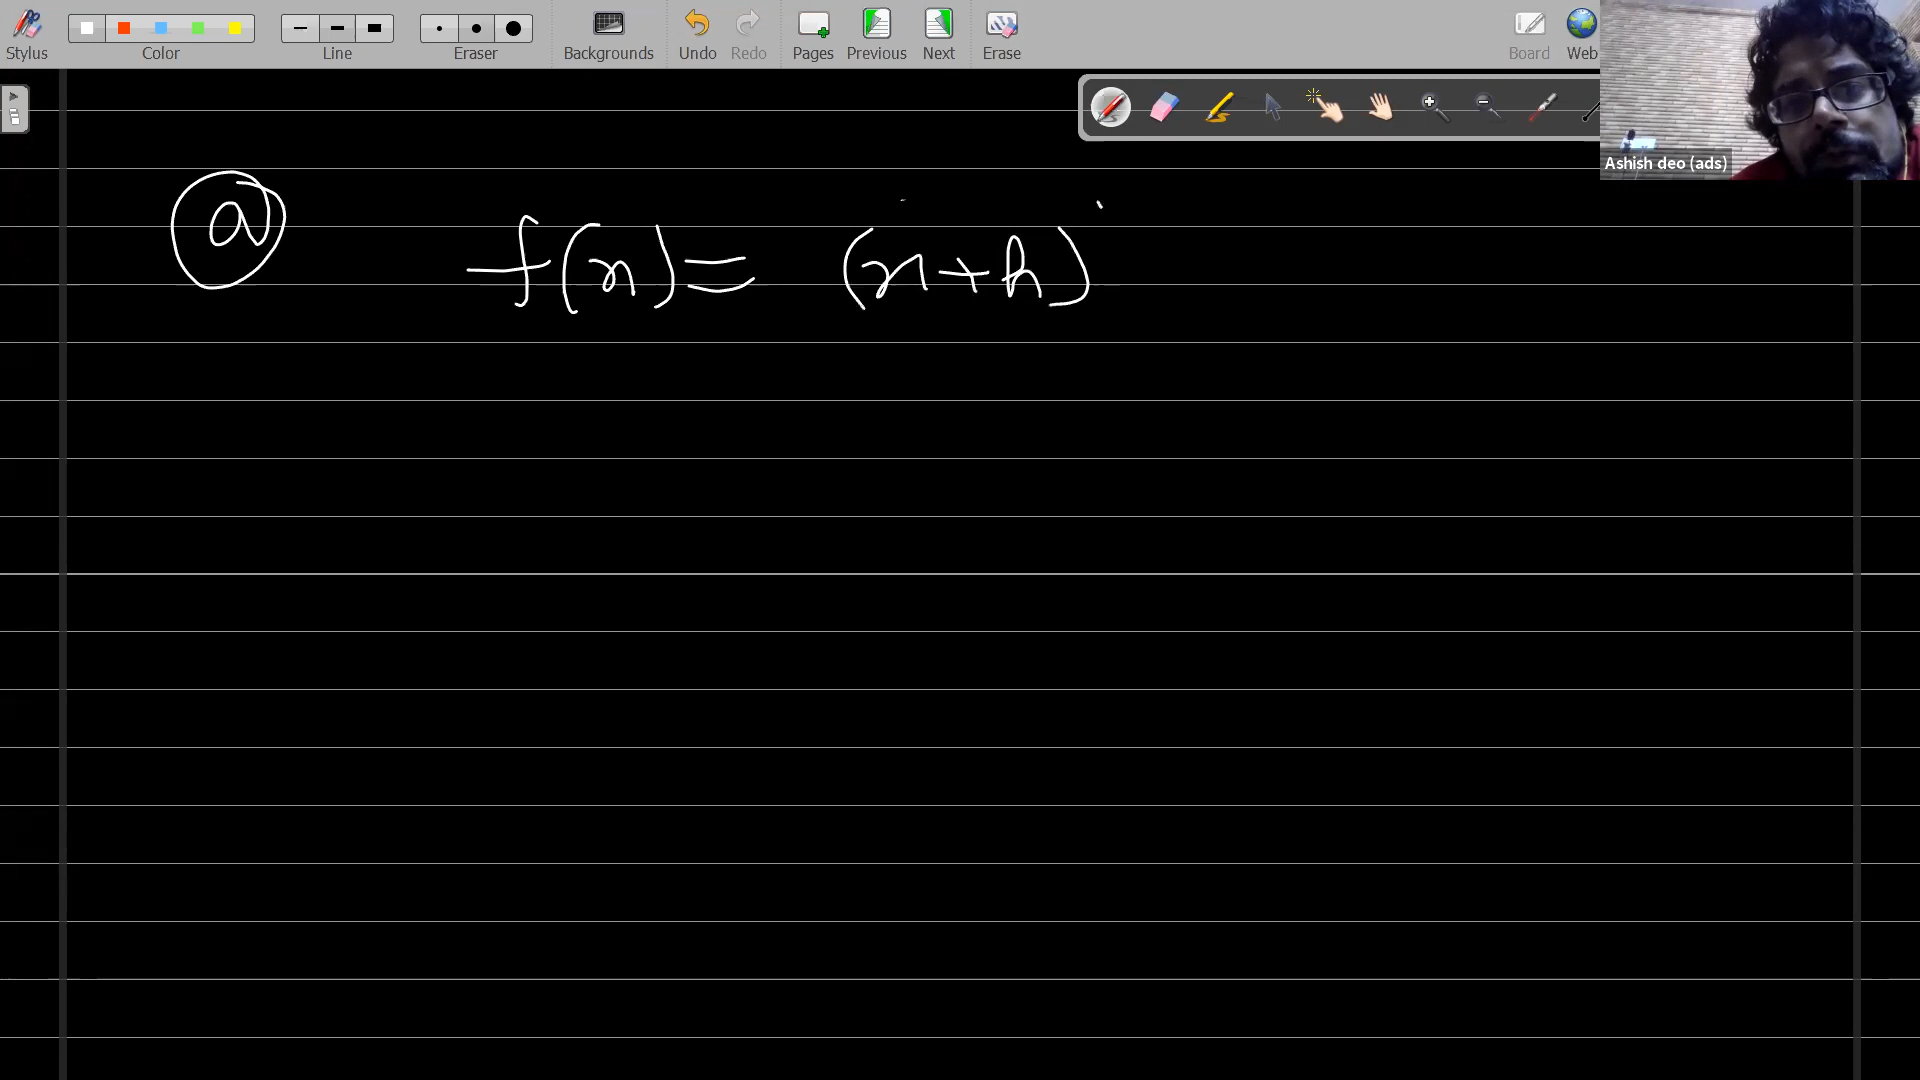 Stylus Color Line Eraser Backgrounds Undo Redo Pages Previous Next Erase Board Web
Ashish deo (ads)
a f(x) = (x+h)